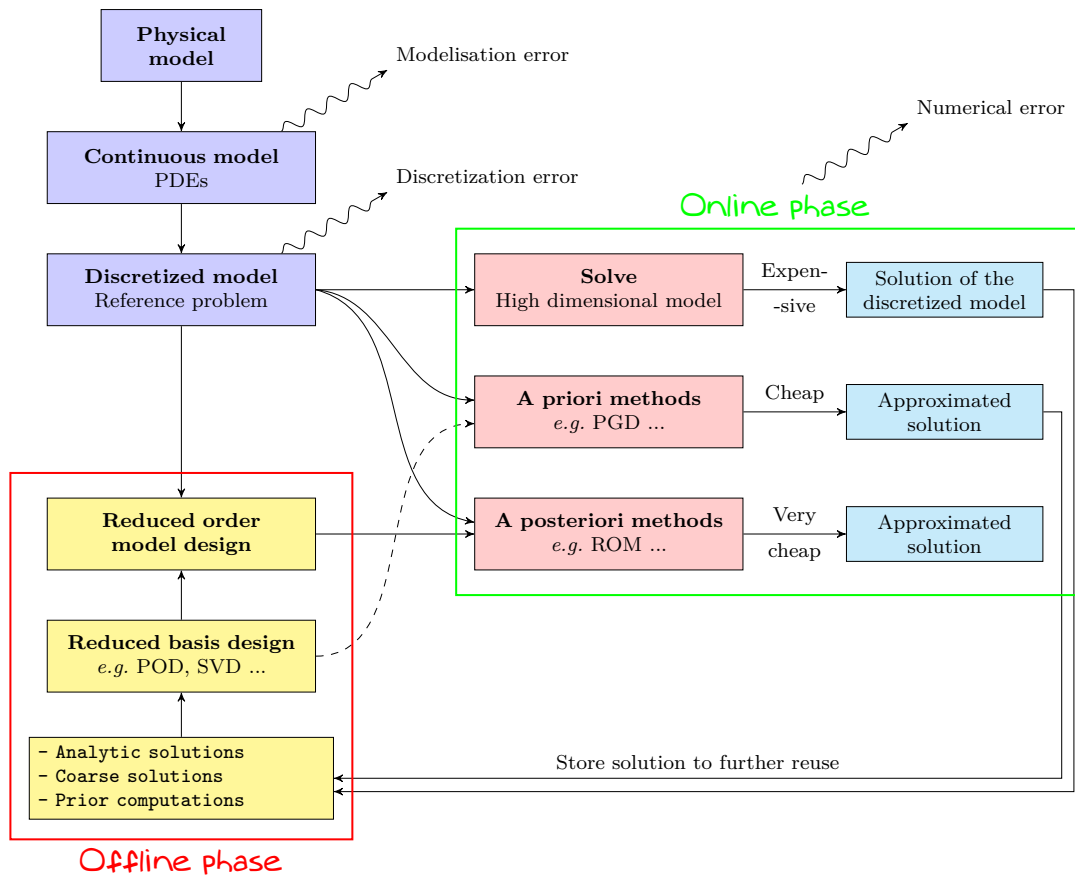 Physical
model
Modelisation error
Numerical error
Continuous model
PDEs
Discretization error
Online phase
Discretized model
Reference problem
Solve
High dimensional model
Expen-
-sive
Solution of the
discretized model
A priori methods
e.g. PGD ...
Cheap
Approximated
solution
Reduced order
model design
A posteriori methods
e.g. ROM ...
Very
cheap
Approximated
solution
Reduced basis design
e.g. POD, SVD ...
- Analytic solutions
- Coarse solutions
- Prior computations
Store solution to further reuse
Offline phase